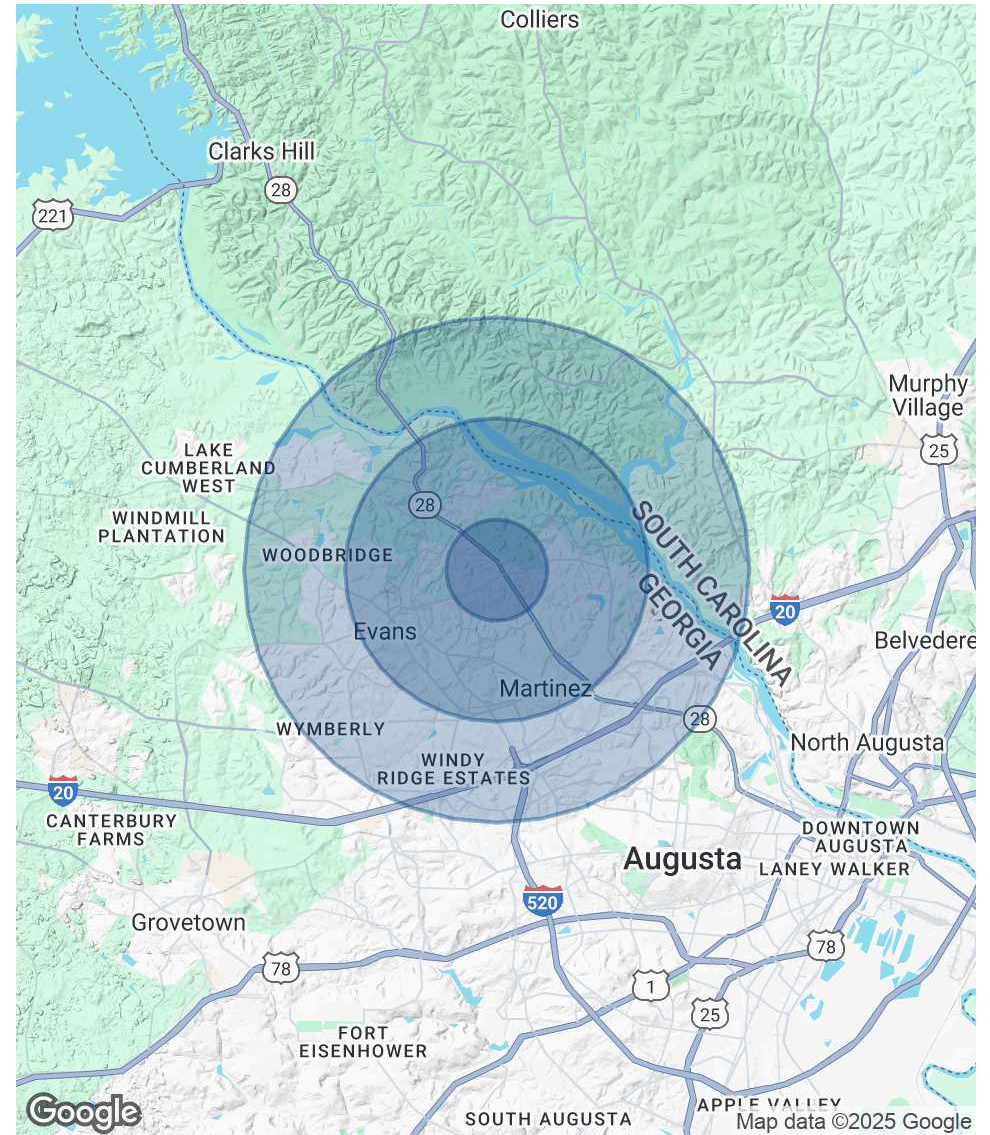 Colliers
Clarks Hill
28
221
Murphy
Village
25
LAKE
CUMBERLAND
WEST
28
WINDMILL
PLANTATION
SOUTH CAROLINA
GEORGIA
WOODBRIDGE
20
Evans
Belvedere
Martinez
28
WYMBERLY
North Augusta
WINDY
RIDGE ESTATES
20
CANTERBURY
FARMS
DOWNTOWN
AUGUSTA
Augusta
LANEY WALKER
520
Grovetown
78
78
1
25
FORT
EISENHOWER
APPLE VALLEY
SOUTH AUGUSTA
Google
Map data ©2025 Google